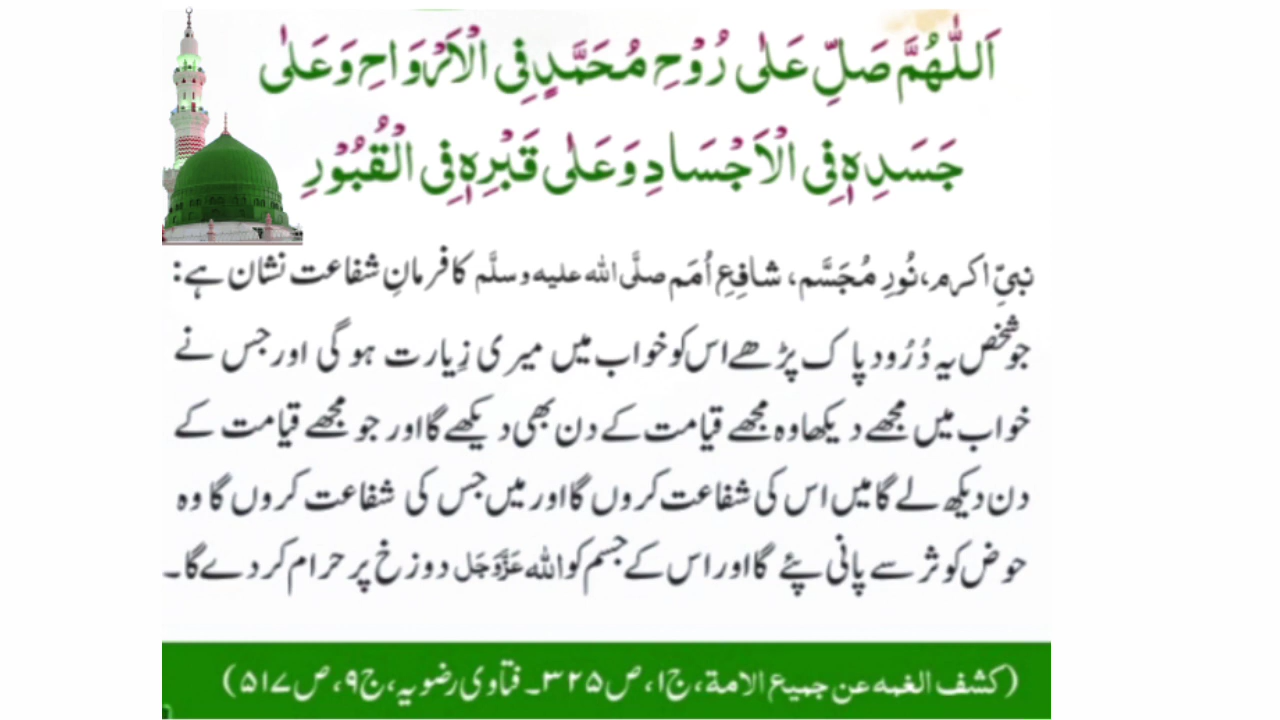 اَللّٰهُمَّ صَلِّ عَلٰى رُوْحِ مُحَمَّدٍ فِى الْاَرْوَاحِ وَعَلٰى
جَسَدِهٖ فِى الْاَجْسَادِ وَعَلٰى قَبْرِهٖ فِى الْقُبُوْرِ
نبیِّ اکرم، نُورِ مُجَسَّم، شافِعِ اُمَم صلَّی اللہ علیہ وسلَّم کا فرمانِ شفاعت نشان ہے:
جو شخص یہ دُرُود پاک پڑھے اس کو خواب میں میری زِیارت ہو گی اور جس نے
خواب میں مجھے دیکھا وہ مجھے قیامت کے دن بھی دیکھے گا اور جو مجھے قیامت کے
دن دیکھ لے گا میں اس کی شفاعت کروں گا اور میں جس کی شفاعت کروں گا وہ
حوض کوثر سے پانی پئے گا اور اس کے جسم کو اللہ عَزَّوَجَل دوزخ پر حرام کر دے گا۔
(کشف الغمه عن جمیع الامة، ج۱، ص۳۲۵۔ فتاوی رضویہ، ج۹، ص۵۱۷)